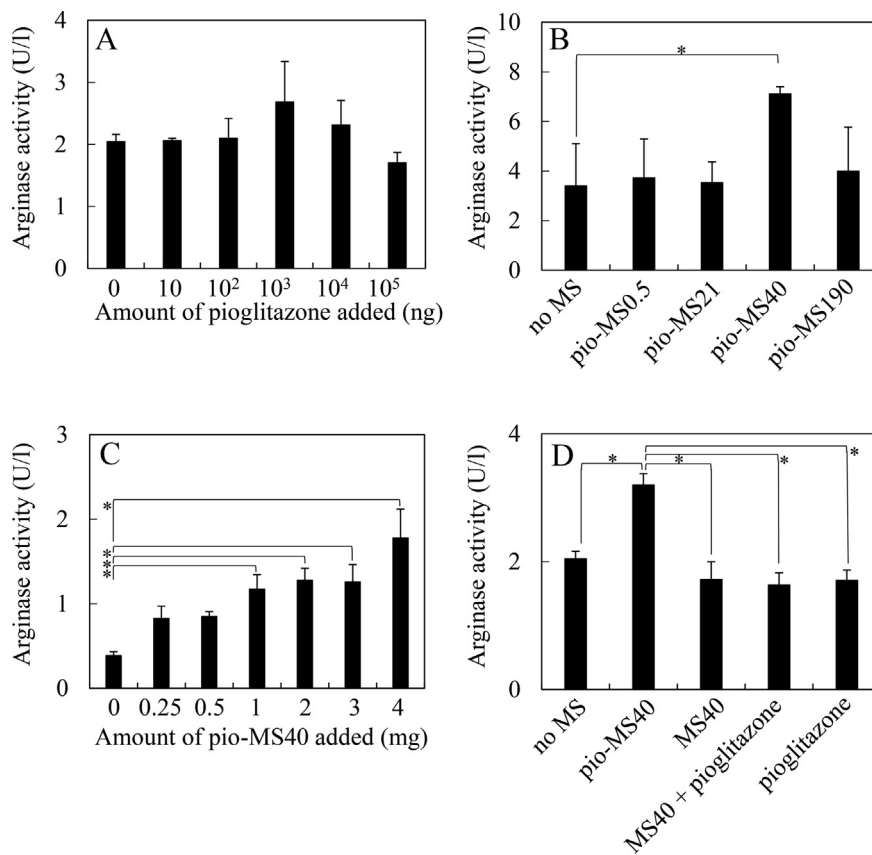 A
Arginase activity (U/l)
4
3
2
1
0
0 10 10² 10³ 10⁴ 10⁵
Amount of pioglitazone added (ng)
B
Arginase activity (U/l)
10
8
6
4
2
0
*
no MS
pio-MS0.5
pio-MS21
pio-MS40
pio-MS190
C
Arginase activity (U/l)
3
2
1
0
*
*
*
*
0 0.25 0.5 1 2 3 4
Amount of pio-MS40 added (mg)
D
Arginase activity (U/l)
4
2
0
* * * *
no MS
pio-MS40
MS40
MS40 + pioglitazone
pioglitazone